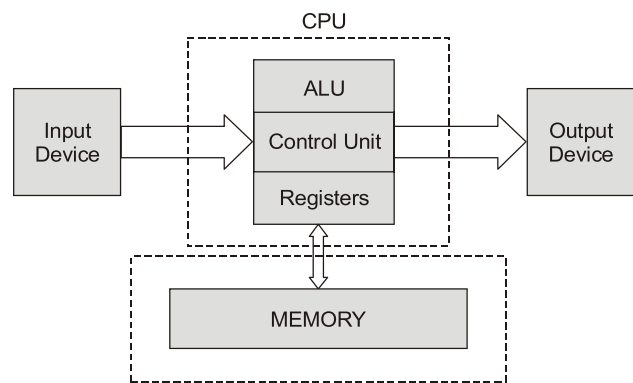 CPU
ALU
Input
Device
Control Unit
Output
Device
Registers
MEMORY